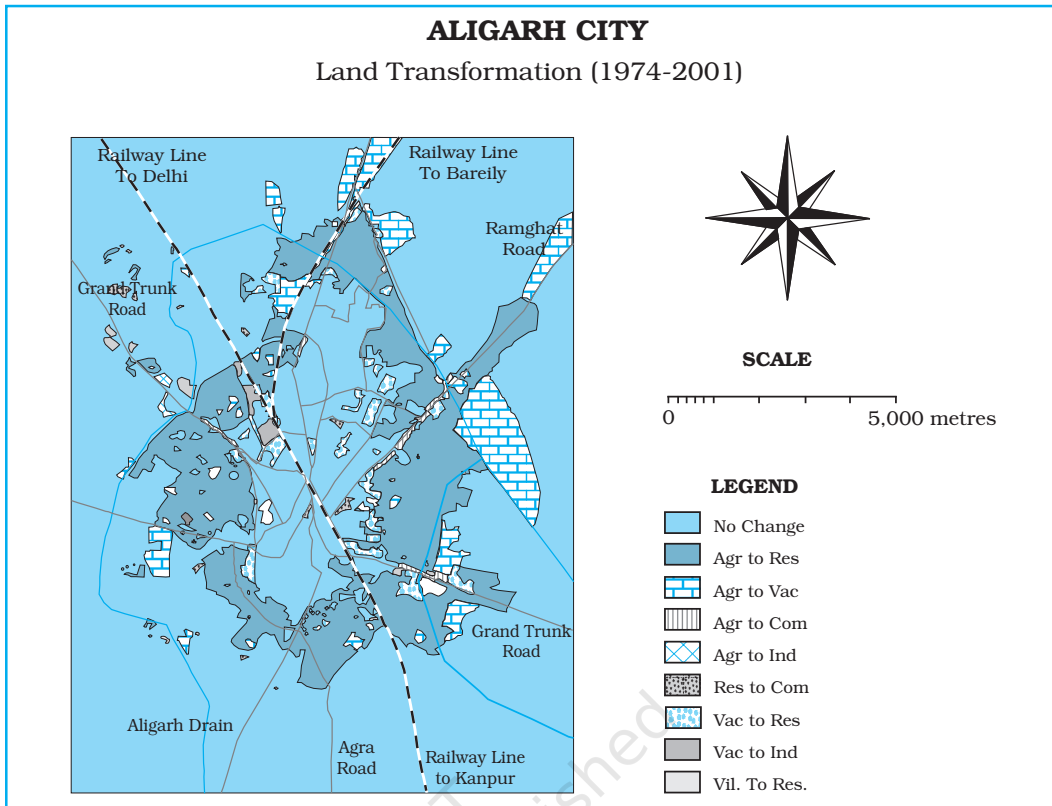 ALIGARH CITY
Land Transformation (1974-2001)
Railway Line
To Delhi
Railway Line
To Bareily
Ramghat
Road
Grand Trunk
Road
SCALE
0
5,000 metres
LEGEND
No Change
Agr to Res
Agr to Vac
Agr to Com
Agr to Ind
Res to Com
Vac to Res
Vac to Ind
Vil. To Res.
Grand Trunk
Road
Aligarh Drain
Agra
Road
Railway Line
to Kanpur